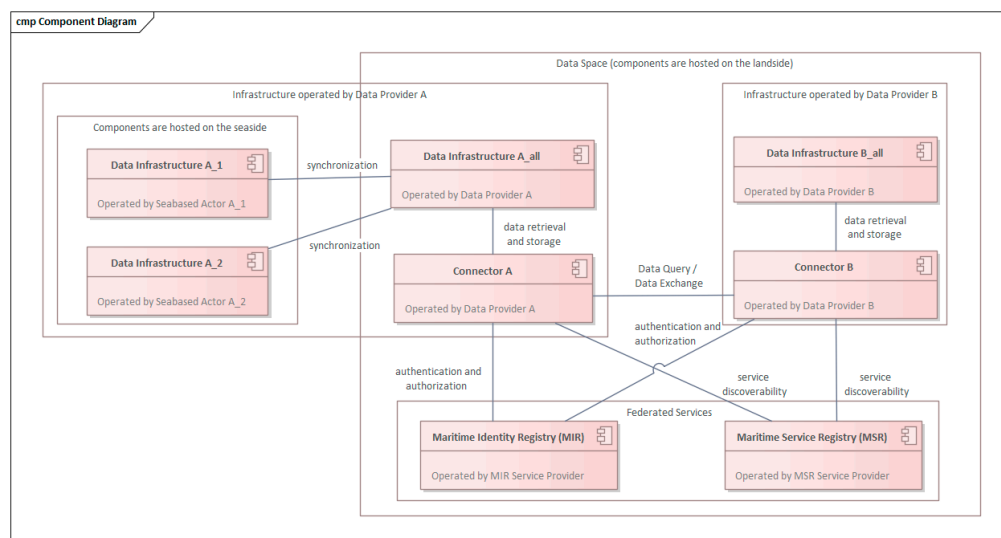 cmp Component Diagram
Data Space (components are hosted on the landside)
Infrastructure operated by Data Provider A
Infrastructure operated by Data Provider B
Components are hosted on the seaside
Data Infrastructure A_1
Operated by Seabased Actor A_1
synchronization
Data Infrastructure A_all
Operated by Data Provider A
Data Infrastructure B_all
Operated by Data Provider B
synchronization
data retrieval
and storage
data retrieval
and storage
Data Infrastructure A_2
Operated by Seabased Actor A_2
Connector A
Operated by Data Provider A
Data Query /
Data Exchange
Connector B
Operated by Data Provider B
authentication and
authorization
authentication and
authorization
service
discoverability
service
discoverability
Federated Services
Maritime Identity Registry (MIR)
Operated by MIR Service Provider
Maritime Service Registry (MSR)
Operated by MSR Service Provider